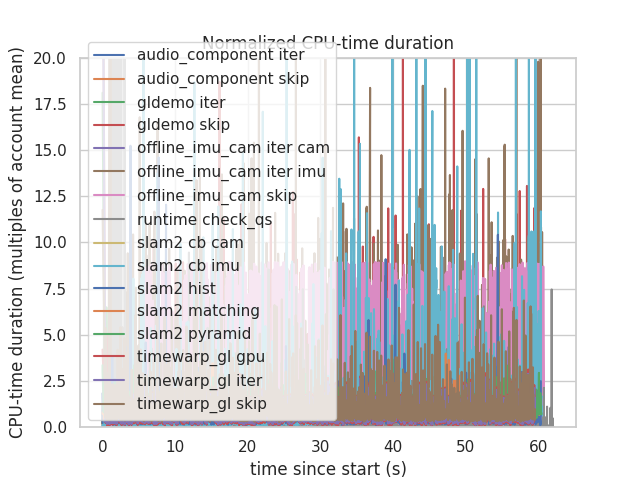 Normalized CPU-time duration
CPU-time duration (multiples of account mean)
20.0
17.5
15.0
12.5
10.0
7.5
5.0
2.5
0.0
audio_component iter
audio_component skip
gldemo iter
gldemo skip
offline_imu_cam iter cam
offline_imu_cam iter imu
offline_imu_cam skip
runtime check_qs
slam2 cb cam
slam2 cb imu
slam2 hist
slam2 matching
slam2 pyramid
timewarp_gl gpu
timewarp_gl iter
timewarp_gl skip
0 10 20 30 40 50 60
time since start (s)